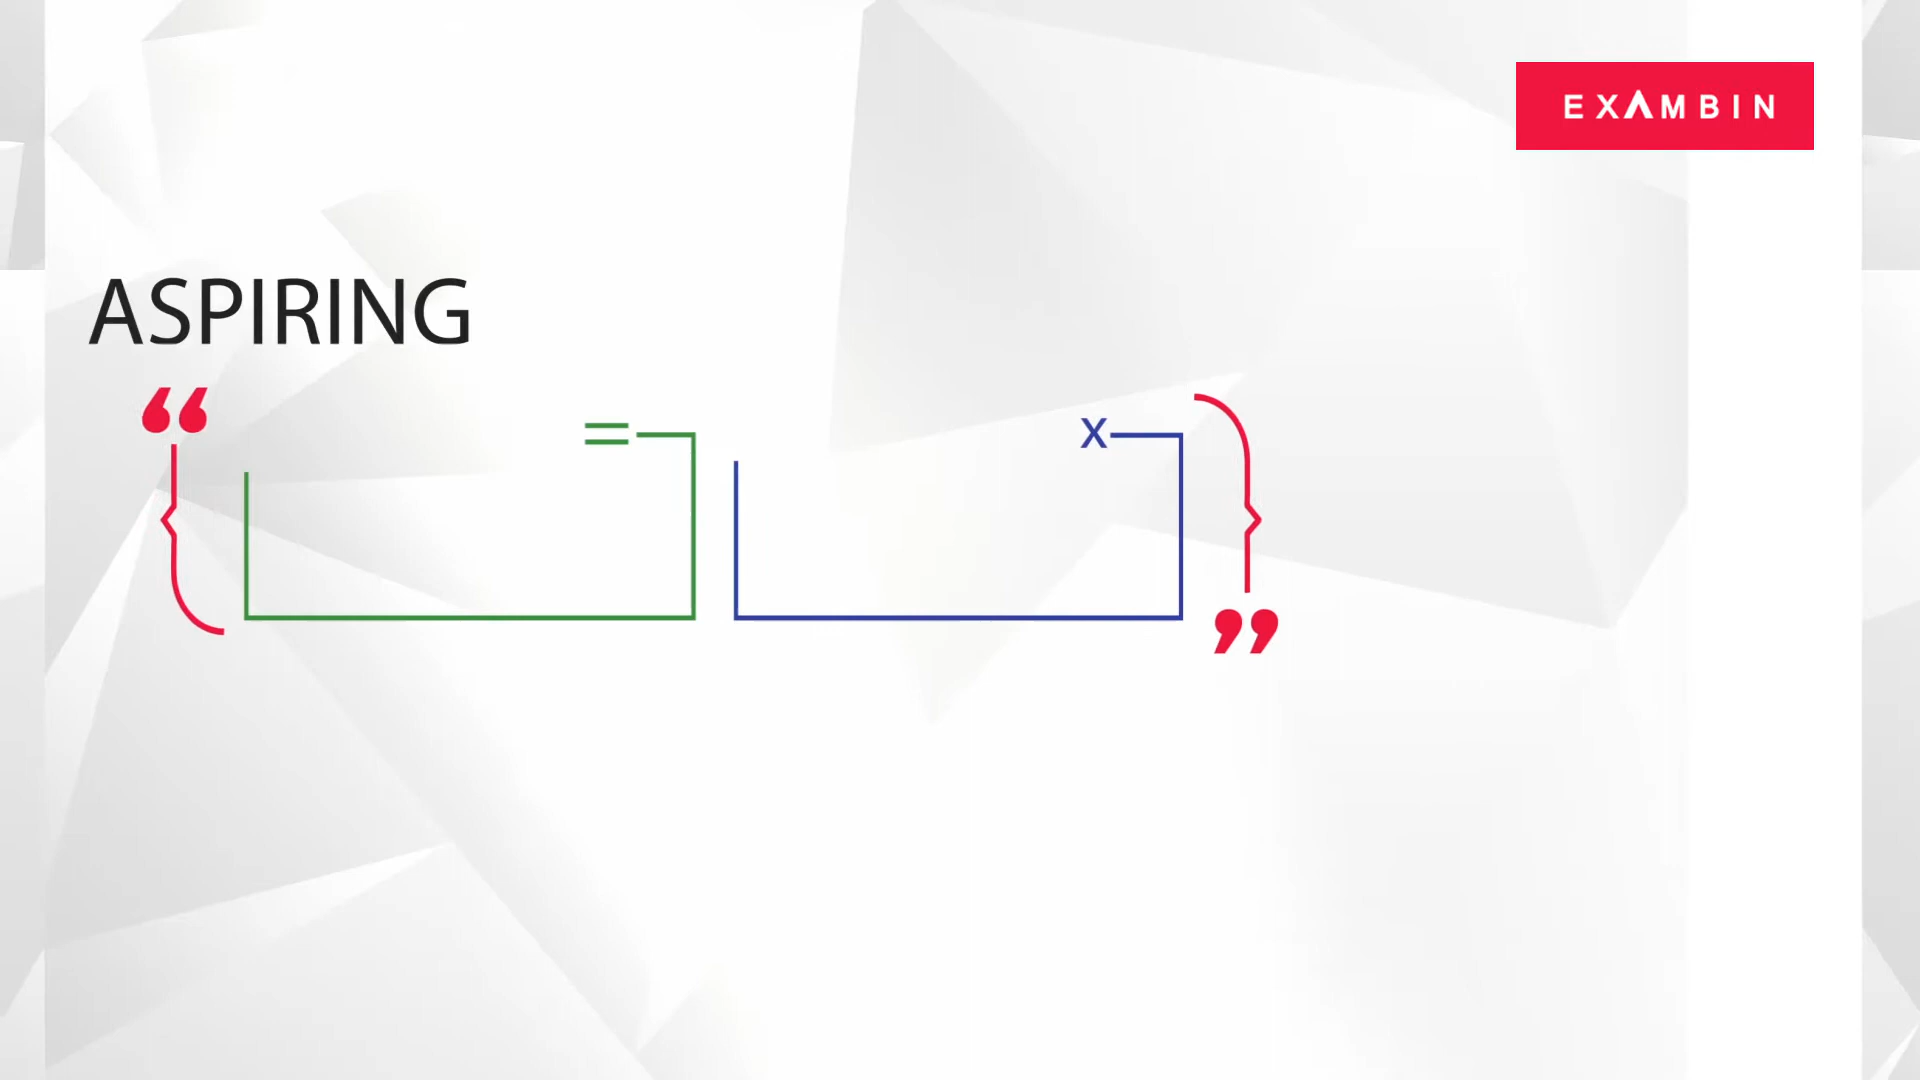 EXAMBIN
ASPIRING
“
=
x
”